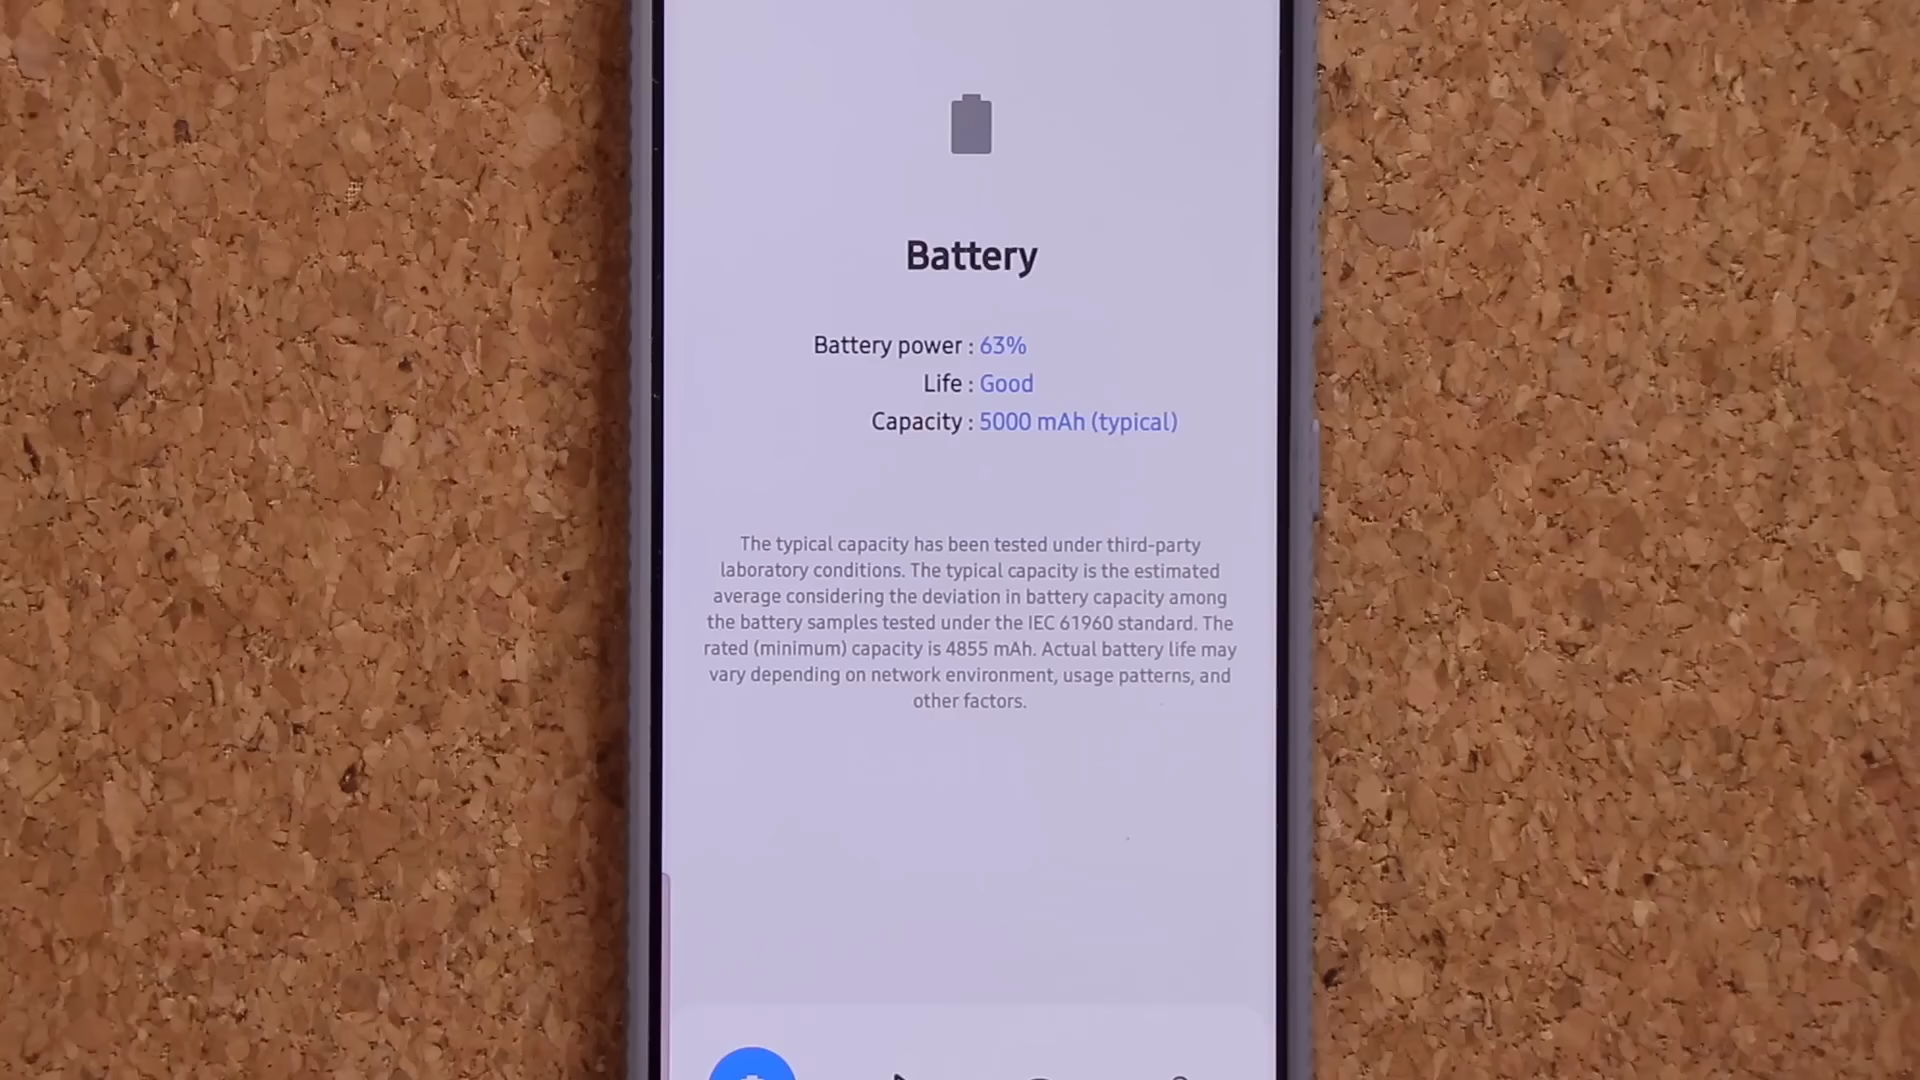 Battery
Battery power : 63%
Life : Good
Capacity : 5000 mAh (typical)
The typical capacity has been tested under third-party
laboratory conditions. The typical capacity is the estimated
average considering the deviation in battery capacity among
the battery samples tested under the IEC 61960 standard. The
rated (minimum) capacity is 4855 mAh. Actual battery life may
vary depending on network environment, usage patterns, and
other factors.